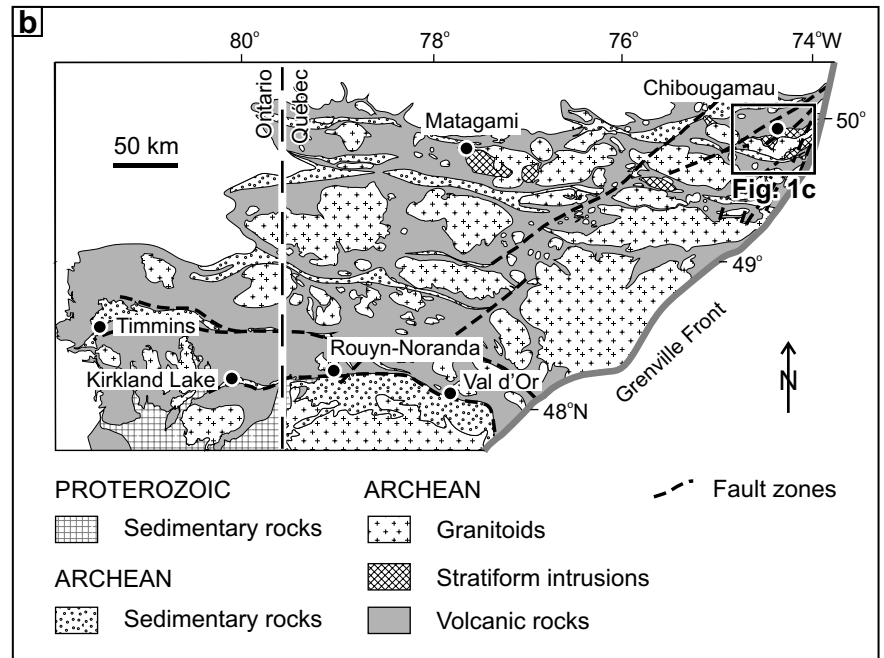 b
80° 78° 76° 74°W
Chibougamau
Ontario
Québec
Matagami
50°
50 km
Fig. 1c
49°
Timmins
Rouyn-Noranda
Grenville Front
Kirkland Lake
Val d'Or
N
48°N
PROTEROZOIC
Sedimentary rocks
ARCHEAN
Sedimentary rocks
ARCHEAN
Granitoids
Stratiform intrusions
Volcanic rocks
Fault zones